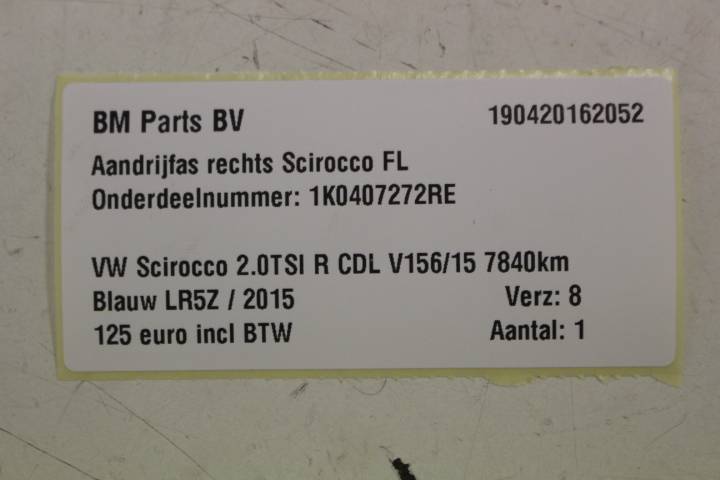 BM Parts BV 190420162052
Aandrijfas rechts Scirocco FL
Onderdeelnummer: 1K0407272RE
VW Scirocco 2.0TSI R CDL V156/15 7840km
Blauw LR5Z / 2015 Verz: 8
125 euro incl BTW Aantal: 1